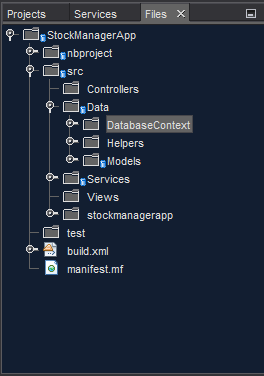 Projects Services Files
StockManagerApp
nbproject
src
Controllers
Data
DatabaseContext
Helpers
Models
Services
Views
stockmanagerapp
test
build.xml
manifest.mf